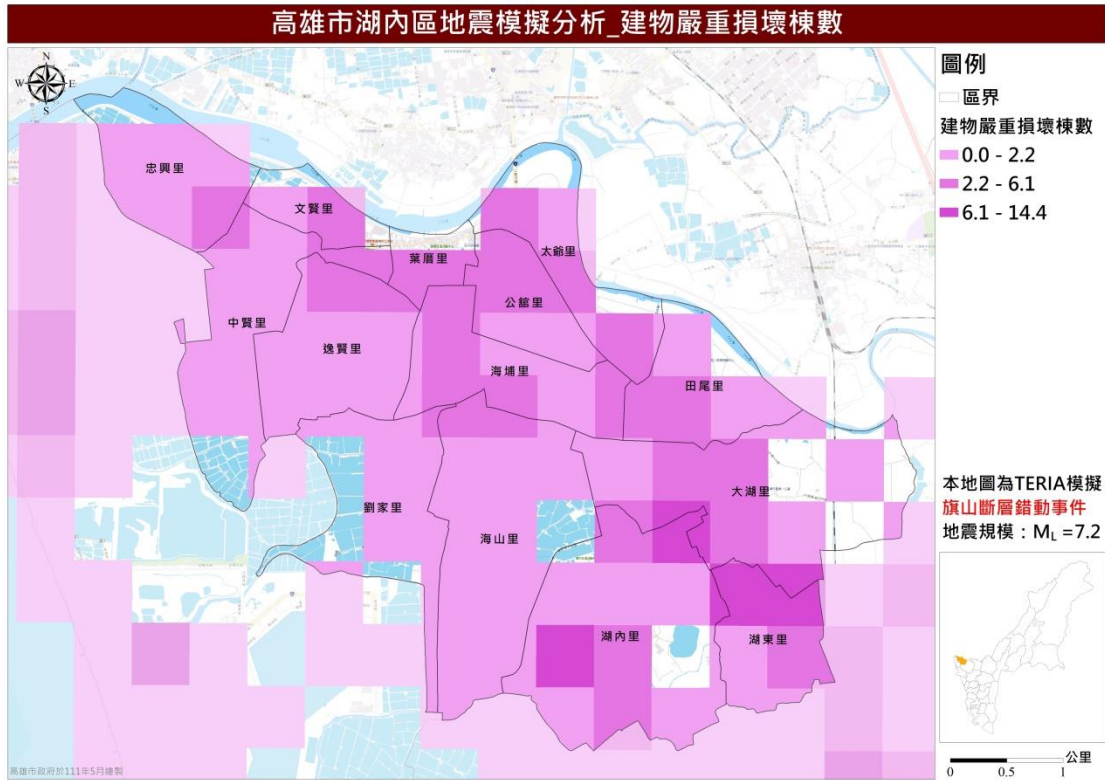 高雄市湖內區地震模擬分析_建物嚴重損壞棟數
N
W
E
S
忠興里
文賢里
葉厝里
太爺里
公館里
中賢里
逸賢里
海埔里
田尾里
劉家里
海山里
大湖里
湖內里
湖東里
圖例
區界
建物嚴重損壞棟數
0.0 - 2.2
2.2 - 6.1
6.1 - 14.4
本地圖為TERIA模擬
旗山斷層錯動事件
地震規模：ML =7.2
公里
0 0.5 1
高雄市政府於111年5月繪製